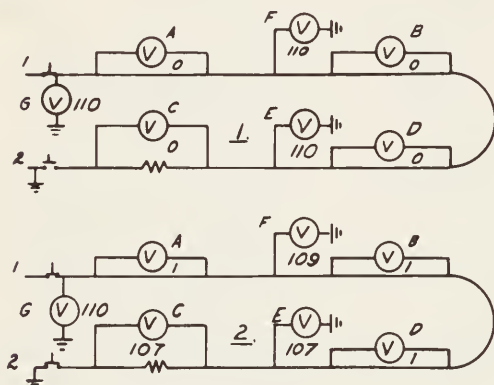 A F B
1 V V V
0 110 0
G V 110
C E D
2 V 1. V V
0 110 0
A F B
1 V V V
1 109 1
G V 110
C E D
2 V 2. V V
107 107 1